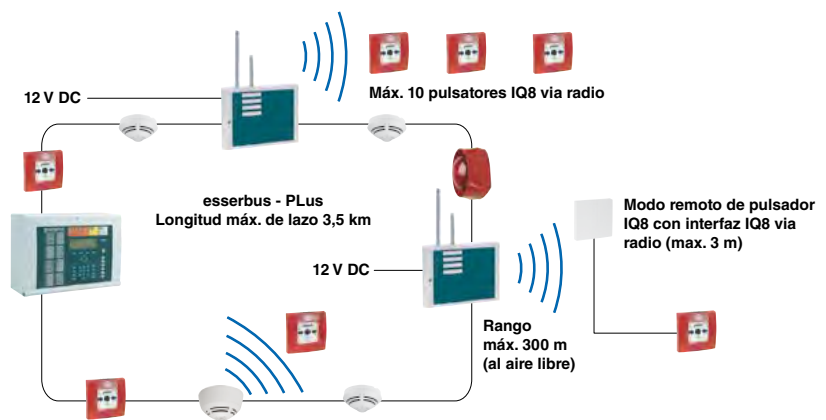 12 V DC
Máx. 10 pulsatores IQ8 via radio
esserbus - PLus
Longitud máx. de lazo 3,5 km
Modo remoto de pulsador
IQ8 con interfaz IQ8 via
radio (max. 3 m)
12 V DC
Rango
máx. 300 m
(al aire libre)